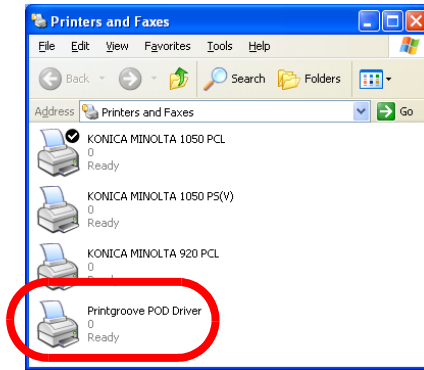 Printers and Faxes
File Edit View Favorites Tools Help
Back Search Folders
Address Printers and Faxes Go
KONICA MINOLTA 1050 PCL
0
Ready
KONICA MINOLTA 1050 PS(V)
0
Ready
KONICA MINOLTA 920 PCL
0
Printgroove POD Driver
0
Ready